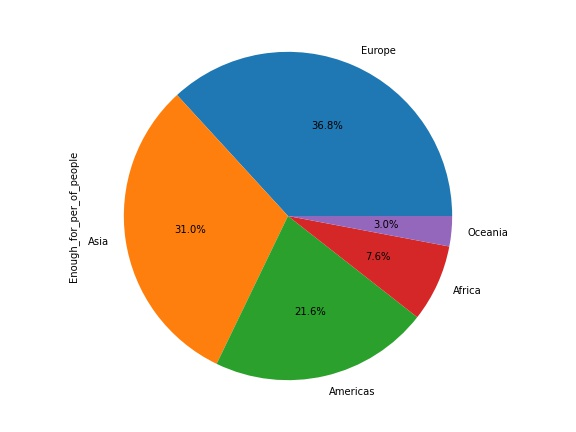 Europe
36.8%
Enough_for_per_of_people
Asia
31.0%
3.0%
Oceania
7.6%
Africa
21.6%
Americas